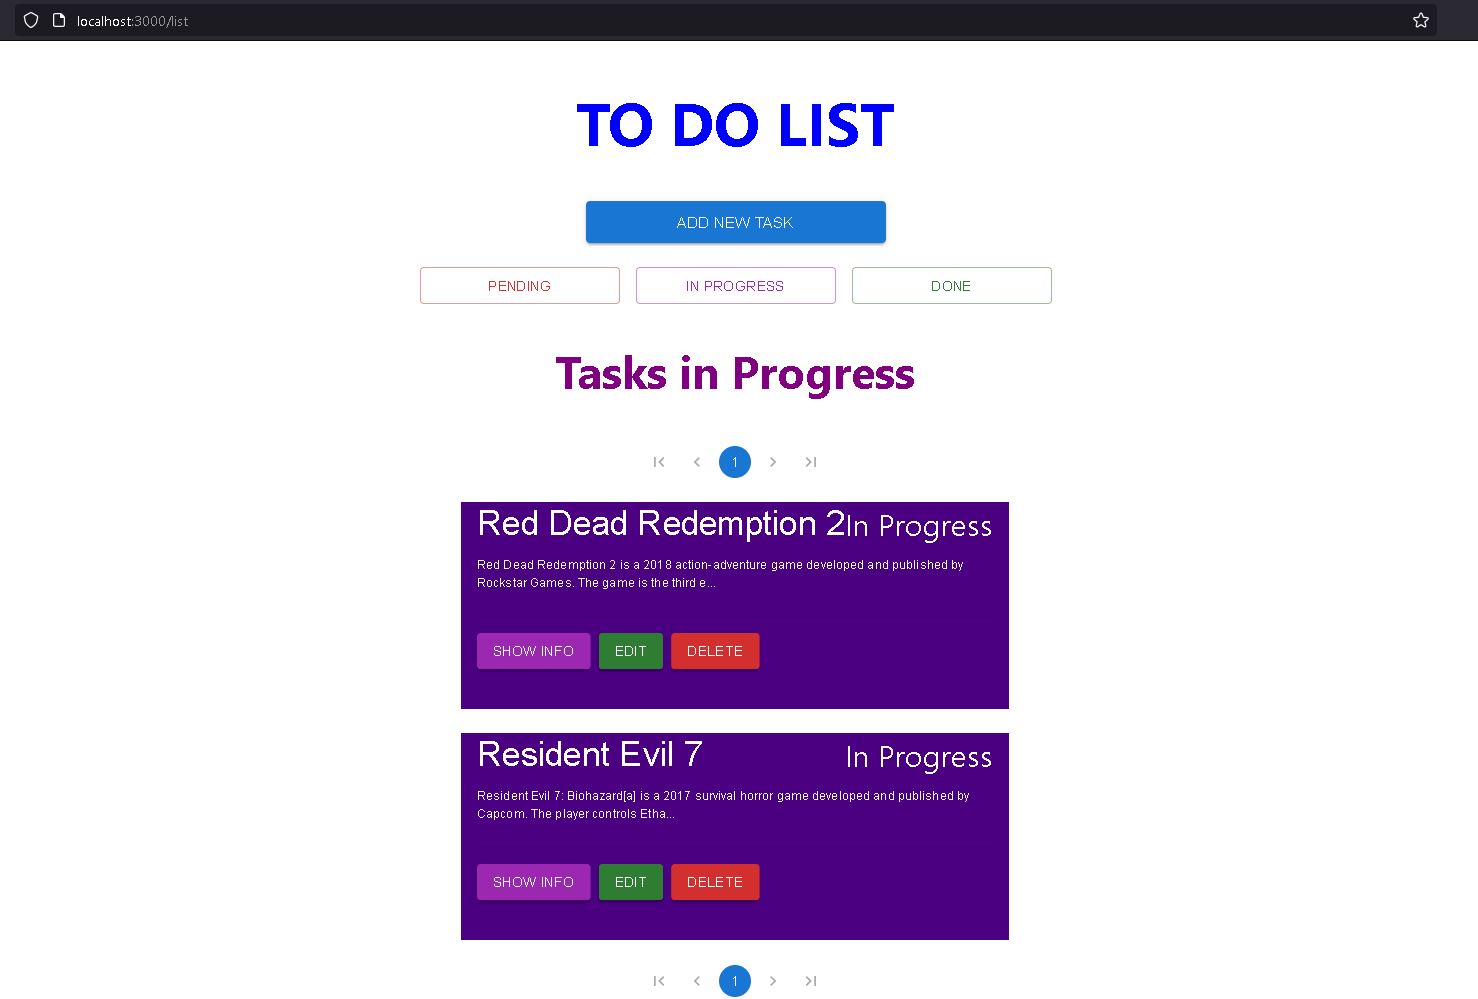 localhost:3000/list
TO DO LIST
ADD NEW TASK
PENDING IN PROGRESS DONE
Tasks in Progress
1
Red Dead Redemption 2In Progress
Red Dead Redemption 2 is a 2018 action-adventure game developed and published by
Rockstar Games. The game is the third e...
SHOW INFO EDIT DELETE
Resident Evil 7 In Progress
Resident Evil 7: Biohazard[a] is a 2017 survival horror game developed and published by
Capcom. The player controls Etha...
SHOW INFO EDIT DELETE
1